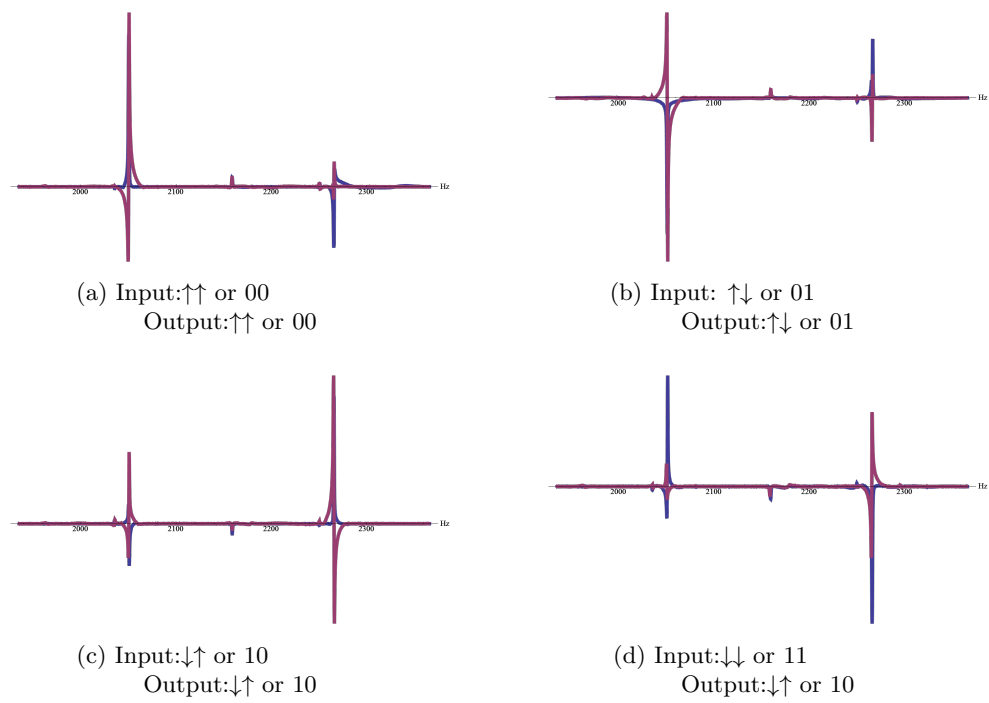 2000 2100 2200 2300 Hz
2000 2100 2200 2300 Hz
(a) Input:↑↑ or 00
Output:↑↑ or 00
(b) Input: ↑↓ or 01
Output:↑↓ or 01
2000 2100 2200 2300 Hz
2000 2100 2200 2300 Hz
(c) Input:↓↑ or 10
Output:↓↑ or 10
(d) Input:↓↓ or 11
Output:↓↑ or 10